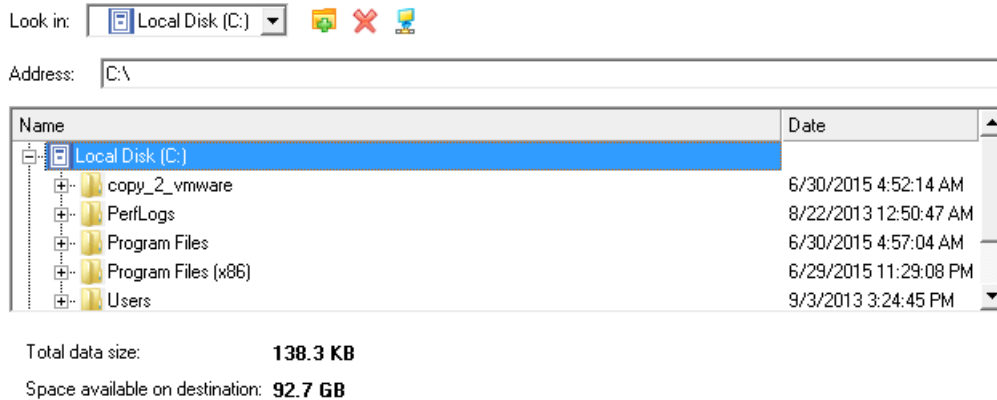 Look in: Local Disk (C:)
Address: C:\
Name Date
Local Disk (C:)
copy_2_vmware 6/30/2015 4:52:14 AM
PerfLogs 8/22/2013 12:50:47 AM
Program Files 6/30/2015 4:57:04 AM
Program Files (x86) 6/29/2015 11:29:08 PM
Users 9/3/2013 3:24:45 PM
Total data size: 138.3 KB
Space available on destination: 92.7 GB